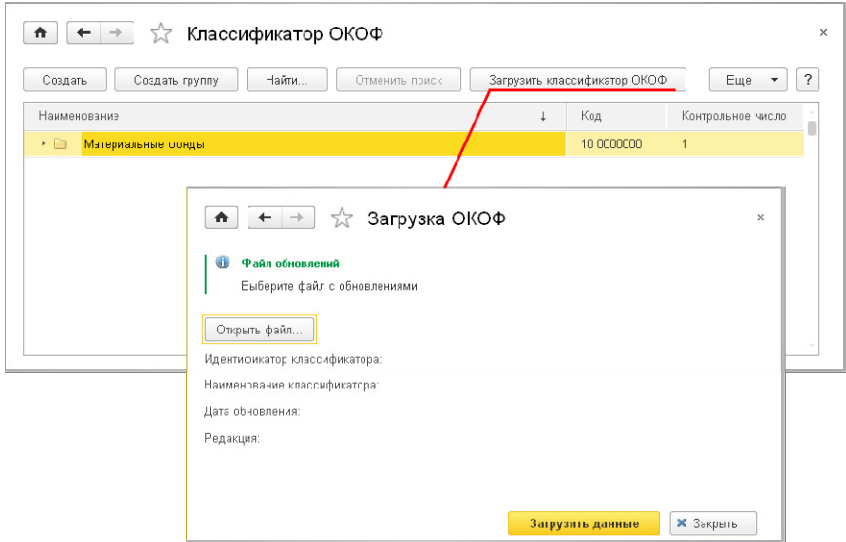 Классификатор ОКОФ
Создать Создать группу Найти... Отменить поиск Загрузить классификатор ОКОФ Еще ?
Наименование ↓ Код Контрольное число
Материальные фонды 10 0000000 1
Загрузка ОКОФ
Файл обновлений
Выберите файл с обновлениями
Открыть файл...
Идентификатор классификатора:
Наименование классификатора:
Дата обновления:
Редакция:
Загрузить данные Закрыть